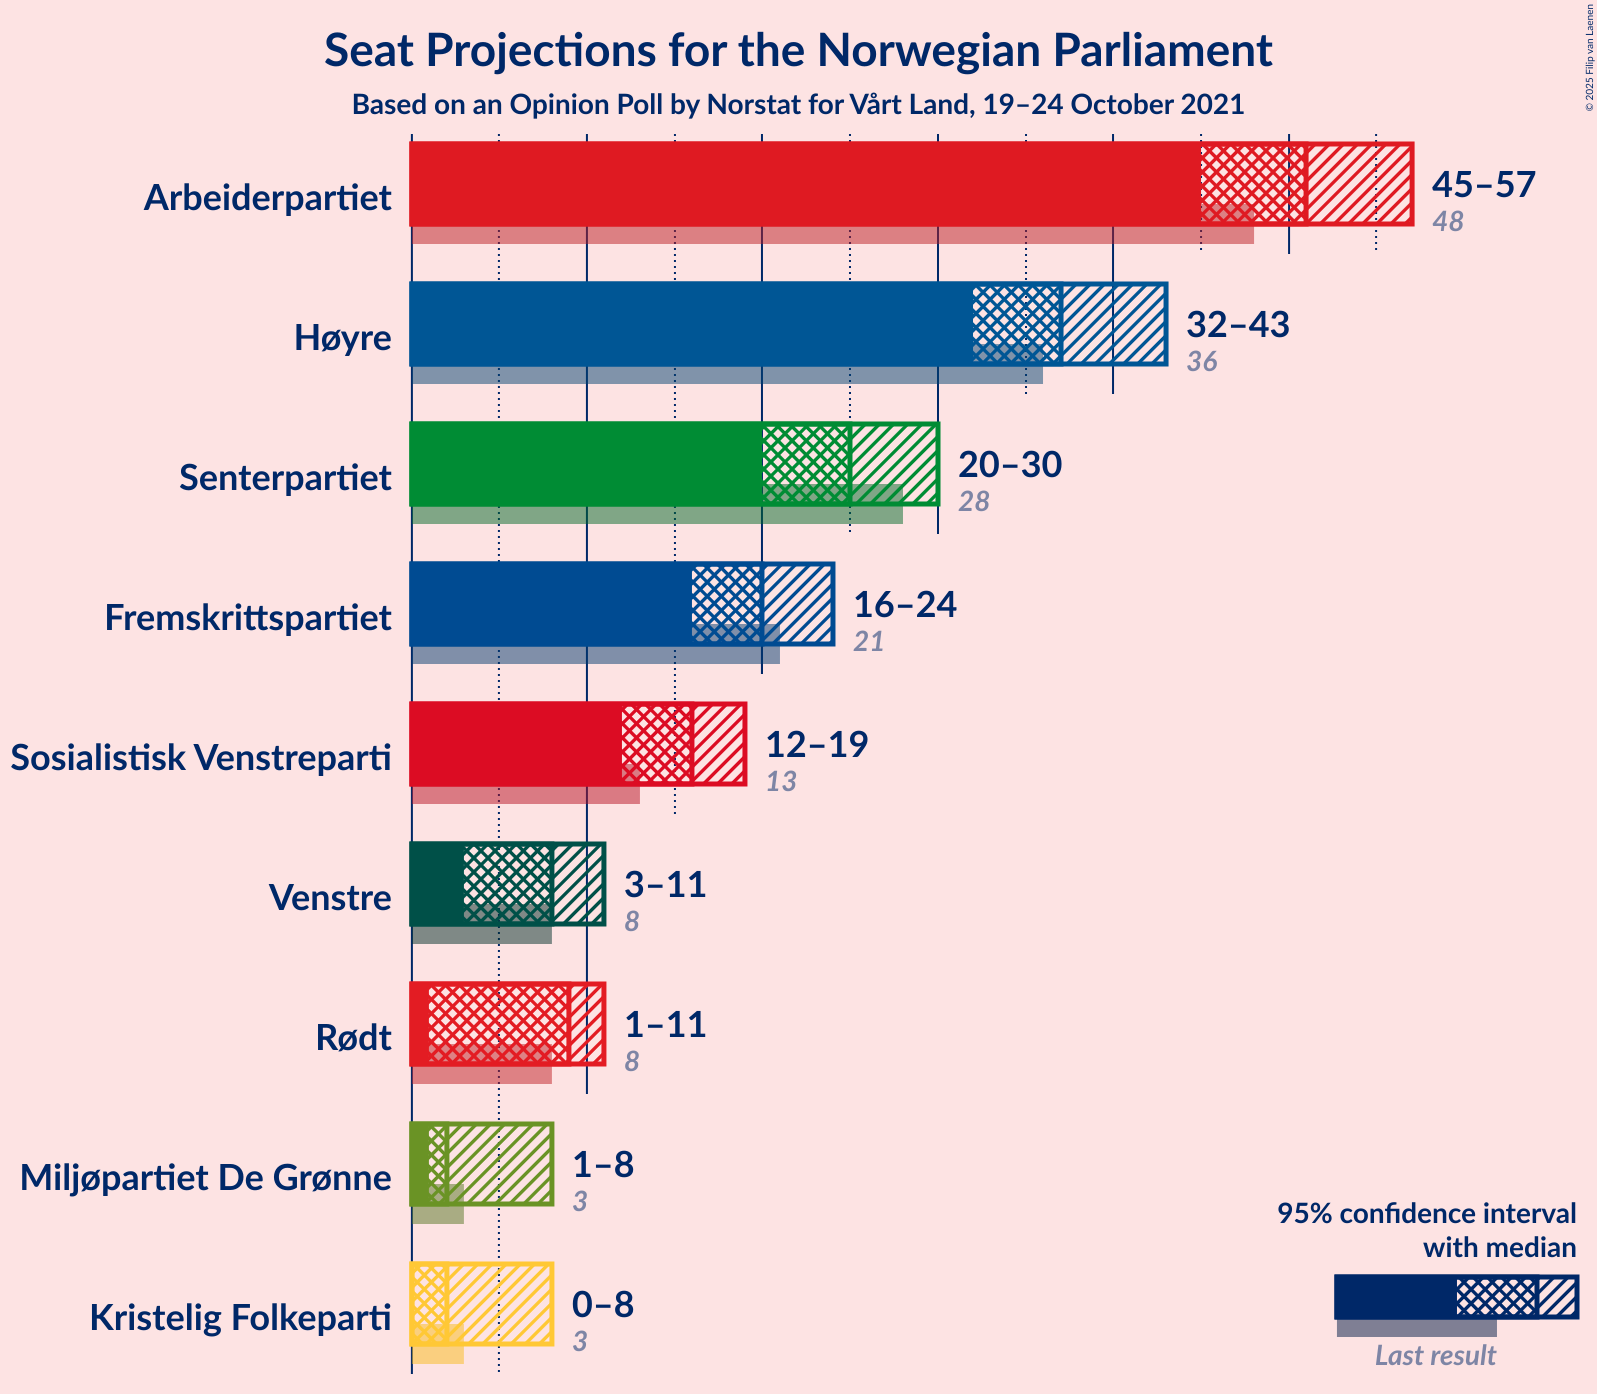 Seat Projections for the Norwegian Parliament
Based on an Opinion Poll by Norstat for Vårt Land, 19–24 October 2021
© 2025 Filip van Laenen
Arbeiderpartiet
45–57
48
Høyre
32–43
36
Senterpartiet
20–30
28
Fremskrittspartiet
16–24
21
Sosialistisk Venstreparti
12–19
13
Venstre
3–11
8
Rødt
1–11
8
Miljøpartiet De Grønne
1–8
3
Kristelig Folkeparti
0–8
3
95% confidence interval
with median
Last result